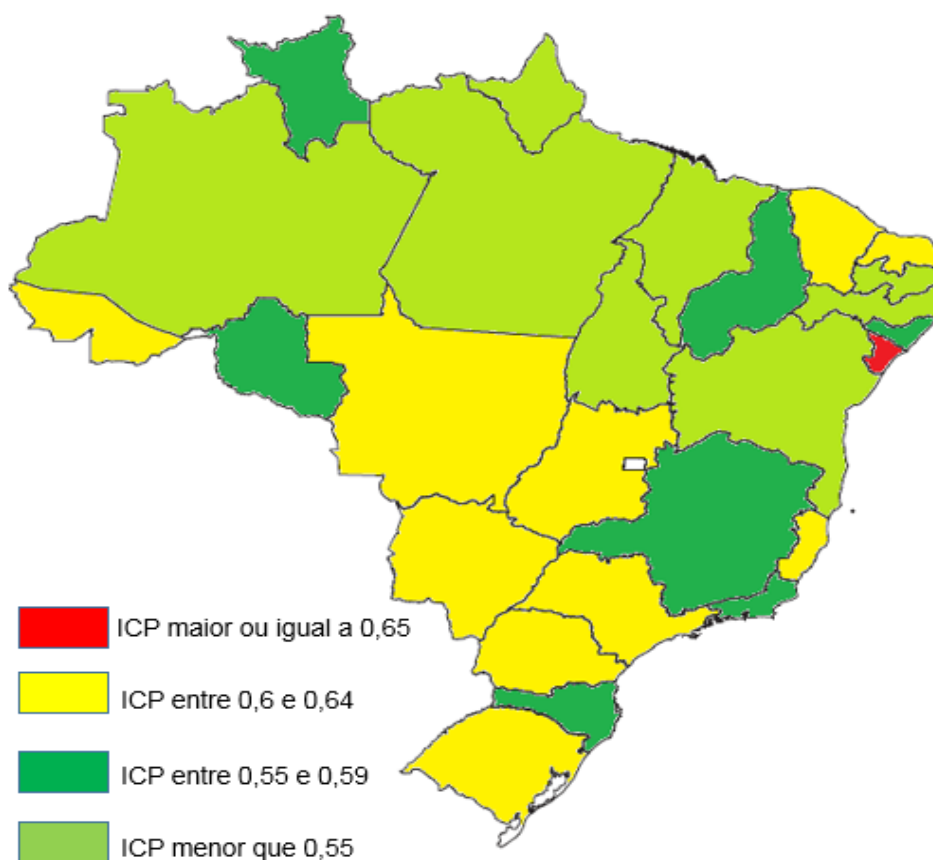 ICP maior ou igual a 0,65
ICP entre 0,6 e 0,64
ICP entre 0,55 e 0,59
ICP menor que 0,55